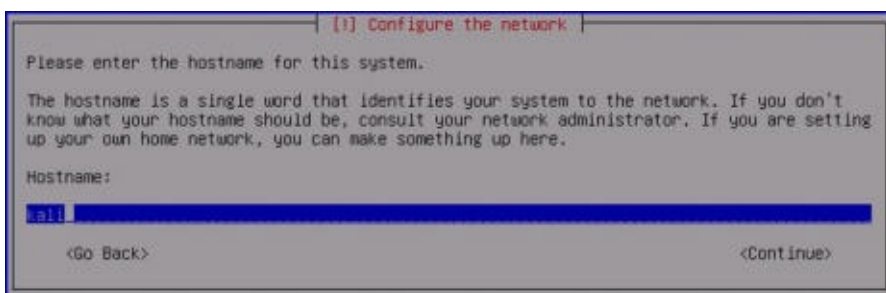 [!] Configure the network
Please enter the hostname for this system.
The hostname is a single word that identifies your system to the network. If you don't
know what your hostname should be, consult your network administrator. If you are setting
up your own home network, you can make something up here.
Hostname:
kali
<Go Back> <Continue>